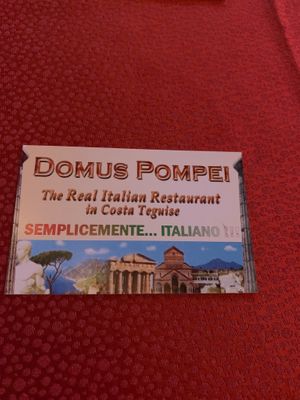 DOMUS POMPEI
The Real Italian Restaurant
in Costa Teguise
SEMPLICEMENTE... ITALIANO !!!